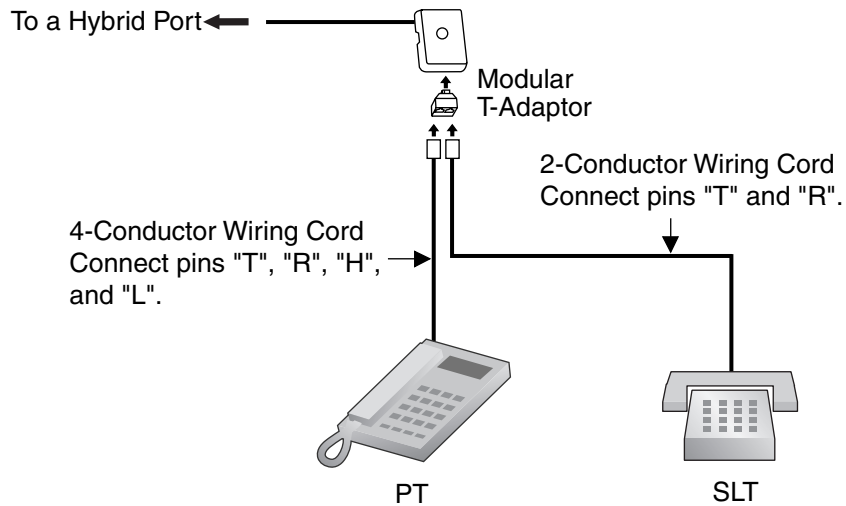 To a Hybrid Port
Modular
T-Adaptor
2-Conductor Wiring Cord
Connect pins "T" and "R".
4-Conductor Wiring Cord
Connect pins "T", "R", "H",
and "L".
PT
SLT